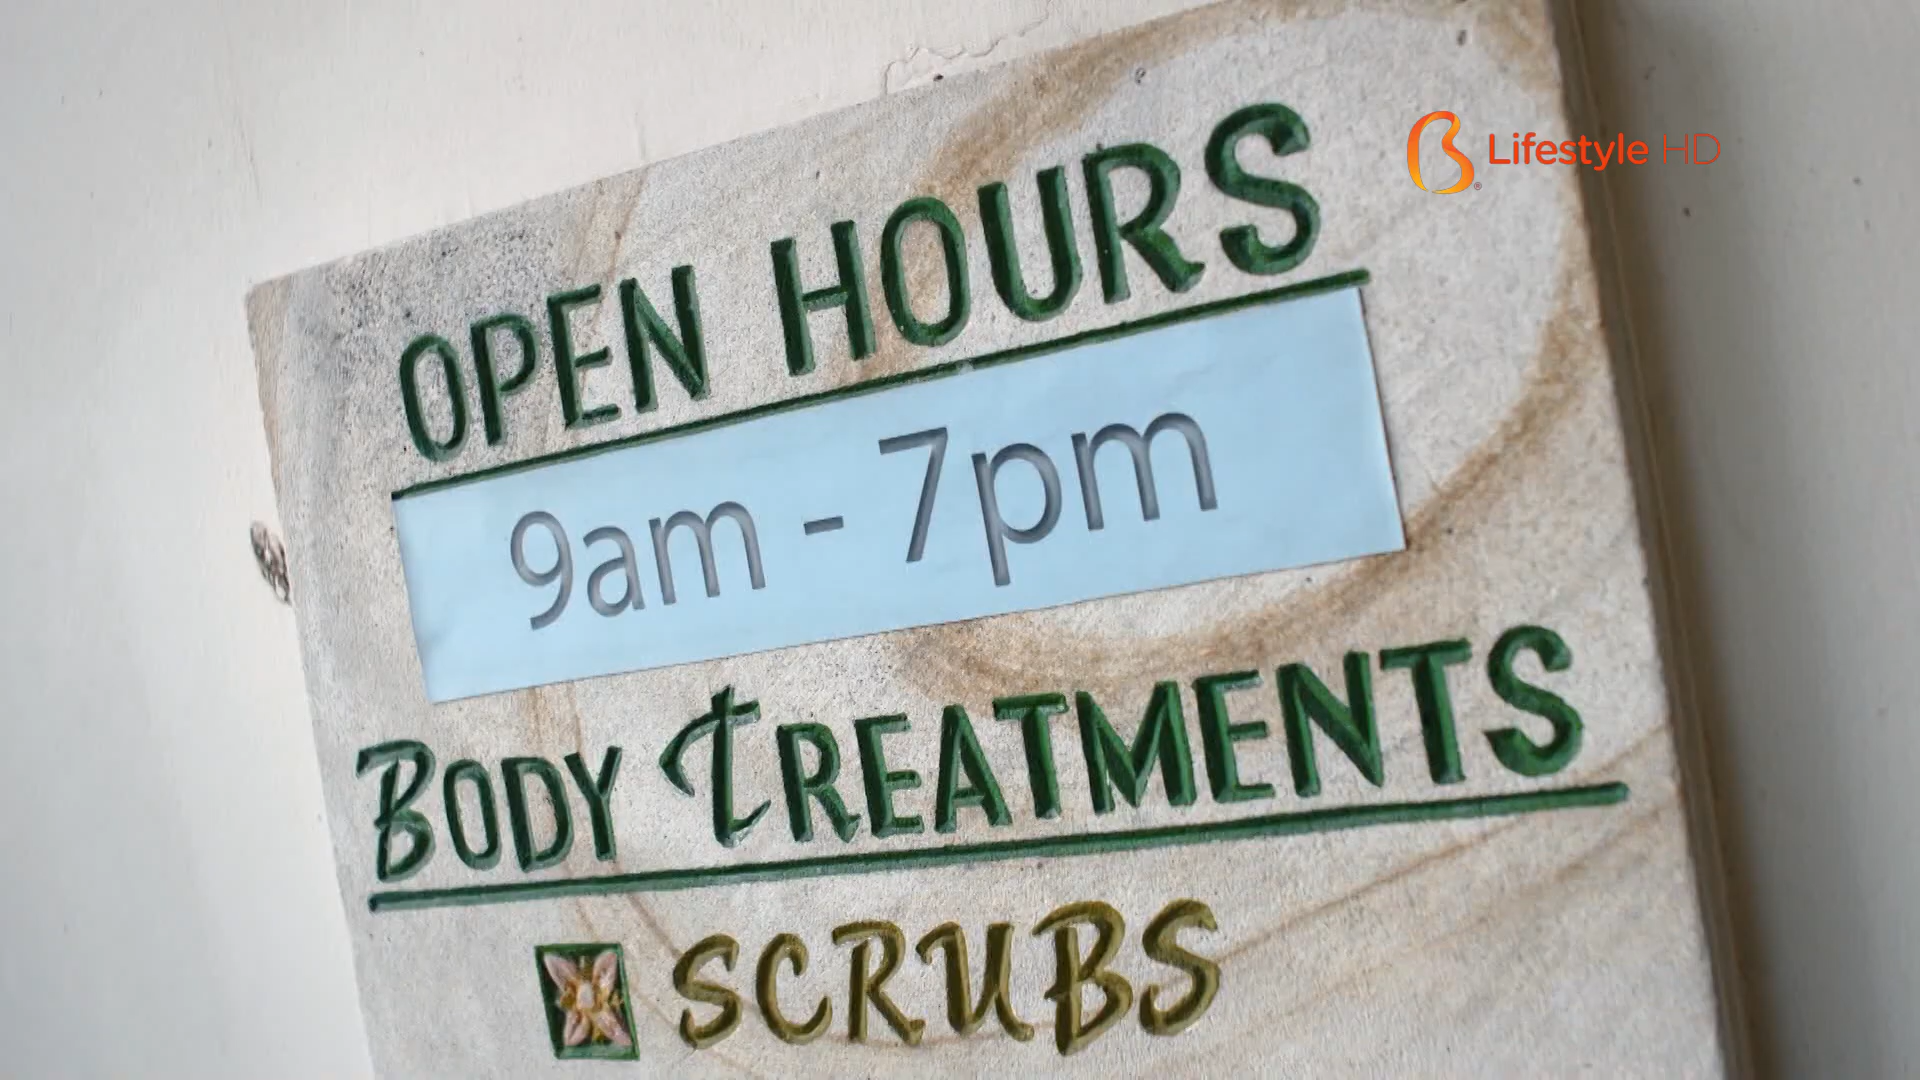 Lifestyle HD
OPEN HOURS
9am - 7pm
BODY TREATMENTS
SCRUBS